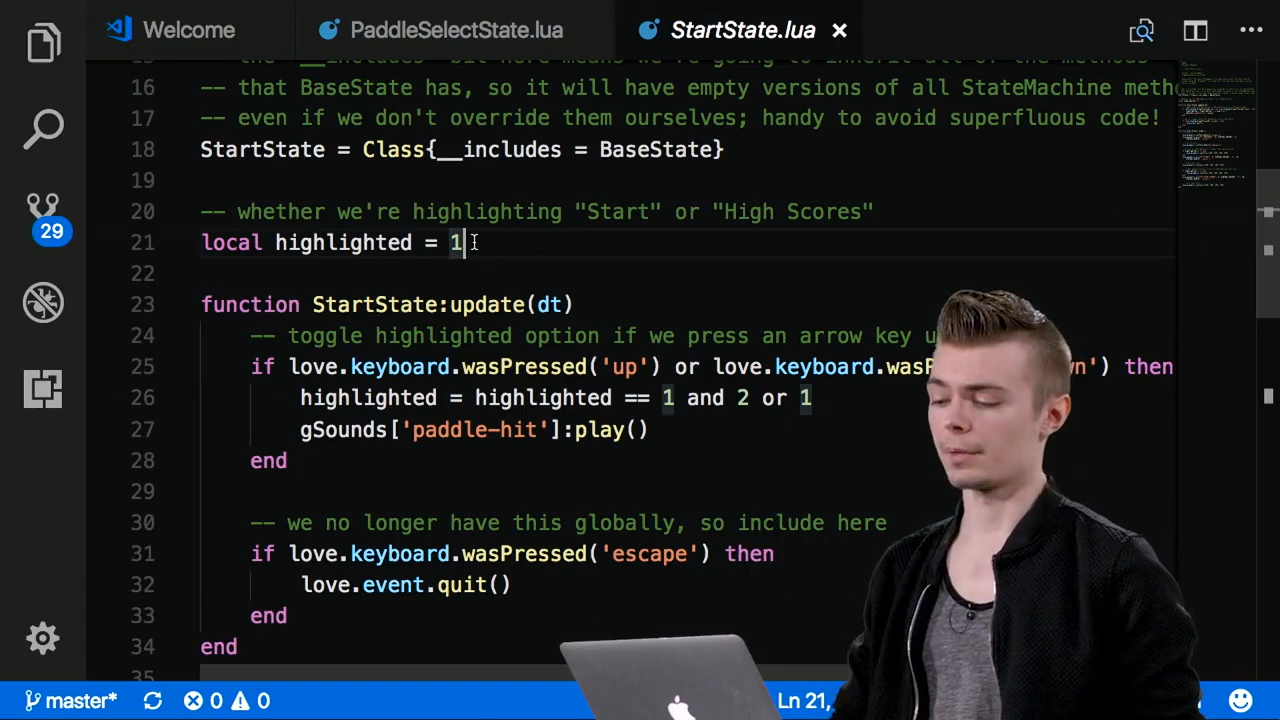 Welcome
PaddleSelectState.lua
StartState.lua
16 -- that BaseState has, so it will have empty versions of all StateMachine meth
17 -- even if we don't override them ourselves; handy to avoid superfluous code!
18 StartState = Class{__includes = BaseState}
19
20 -- whether we're highlighting "Start" or "High Scores"
21 local highlighted = 1
22
23 function StartState:update(dt)
24 -- toggle highlighted option if we press an arrow key
25 if love.keyboard.wasPressed('up') or love.keyboard.was n') then
26 highlighted = highlighted == 1 and 2 or 1
27 gSounds['paddle-hit']:play()
28 end
29
30 -- we no longer have this globally, so include here
31 if love.keyboard.wasPressed('escape') then
32 love.event.quit()
33 end
34 end
29
master* 0 0 Ln 21,